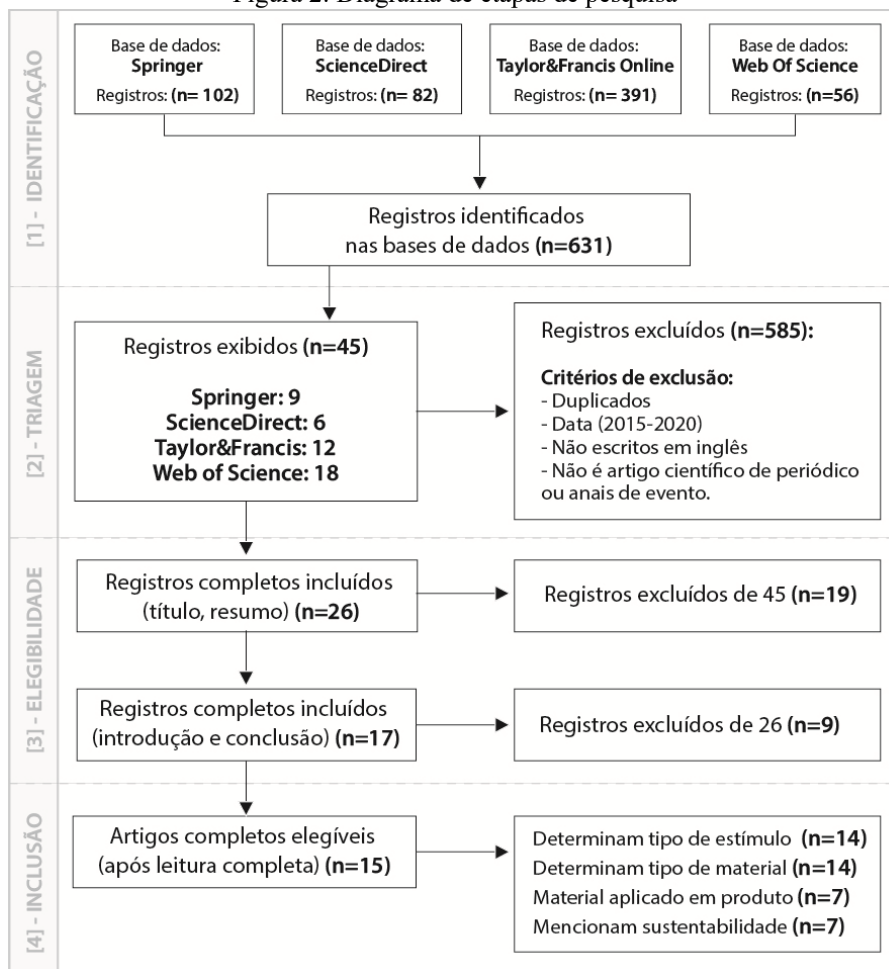 Figura 2: Diagrama de etapas de pesquisa
[1] - IDENTIFICAÇÃO
Base de dados:
Springer
Registros: (n= 102)
Base de dados:
ScienceDirect
Registros: (n= 82)
Base de dados:
Taylor&Francis Online
Registros: (n= 391)
Base de dados:
Web Of Science
Registros: (n=56)
Registros identificados
nas bases de dados (n=631)
[2] - TRIAGEM
Registros exibidos (n=45)
Springer: 9
ScienceDirect: 6
Taylor&Francis: 12
Web of Science: 18
Registros excluídos (n=585):
Critérios de exclusão:
- Duplicados
- Data (2015-2020)
- Não escritos em inglês
- Não é artigo científico de periódico
ou anais de evento.
[3] - ELEGIBILIDADE
Registros completos incluídos
(título, resumo) (n=26)
Registros excluídos de 45 (n=19)
Registros completos incluídos
(introdução e conclusão) (n=17)
Registros excluídos de 26 (n=9)
[4] - INCLUSÃO
Artigos completos elegíveis
(após leitura completa) (n=15)
Determinam tipo de estímulo (n=14)
Determinam tipo de material (n=14)
Material aplicado em produto (n=7)
Mencionam sustentabilidade (n=7)